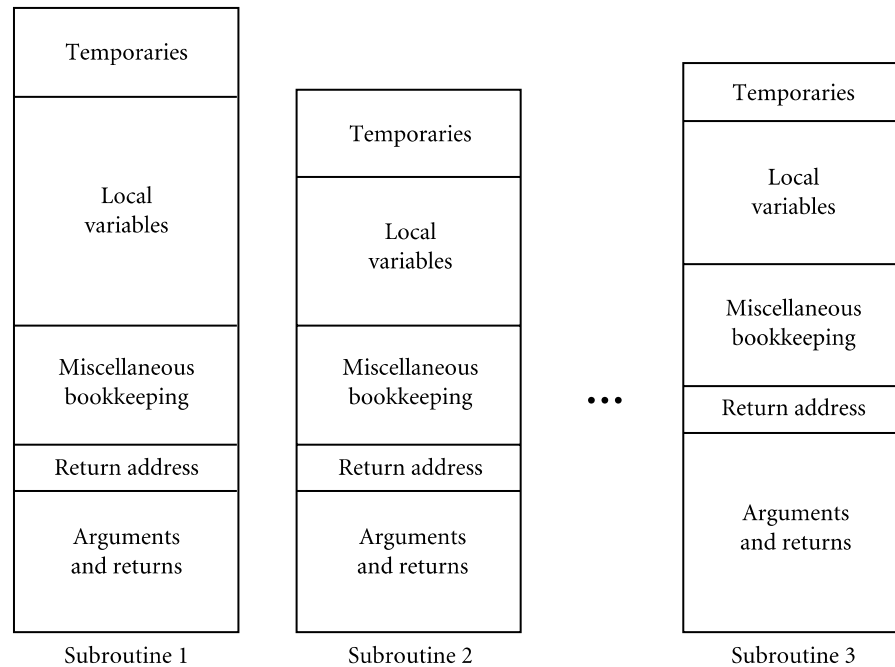 Temporaries
Local
variables
Miscellaneous
bookkeeping
Return address
Arguments
and returns
Subroutine 1
Temporaries
Local
variables
Miscellaneous
bookkeeping
Return address
Arguments
and returns
Subroutine 2
...
Temporaries
Local
variables
Miscellaneous
bookkeeping
Return address
Arguments
and returns
Subroutine 3